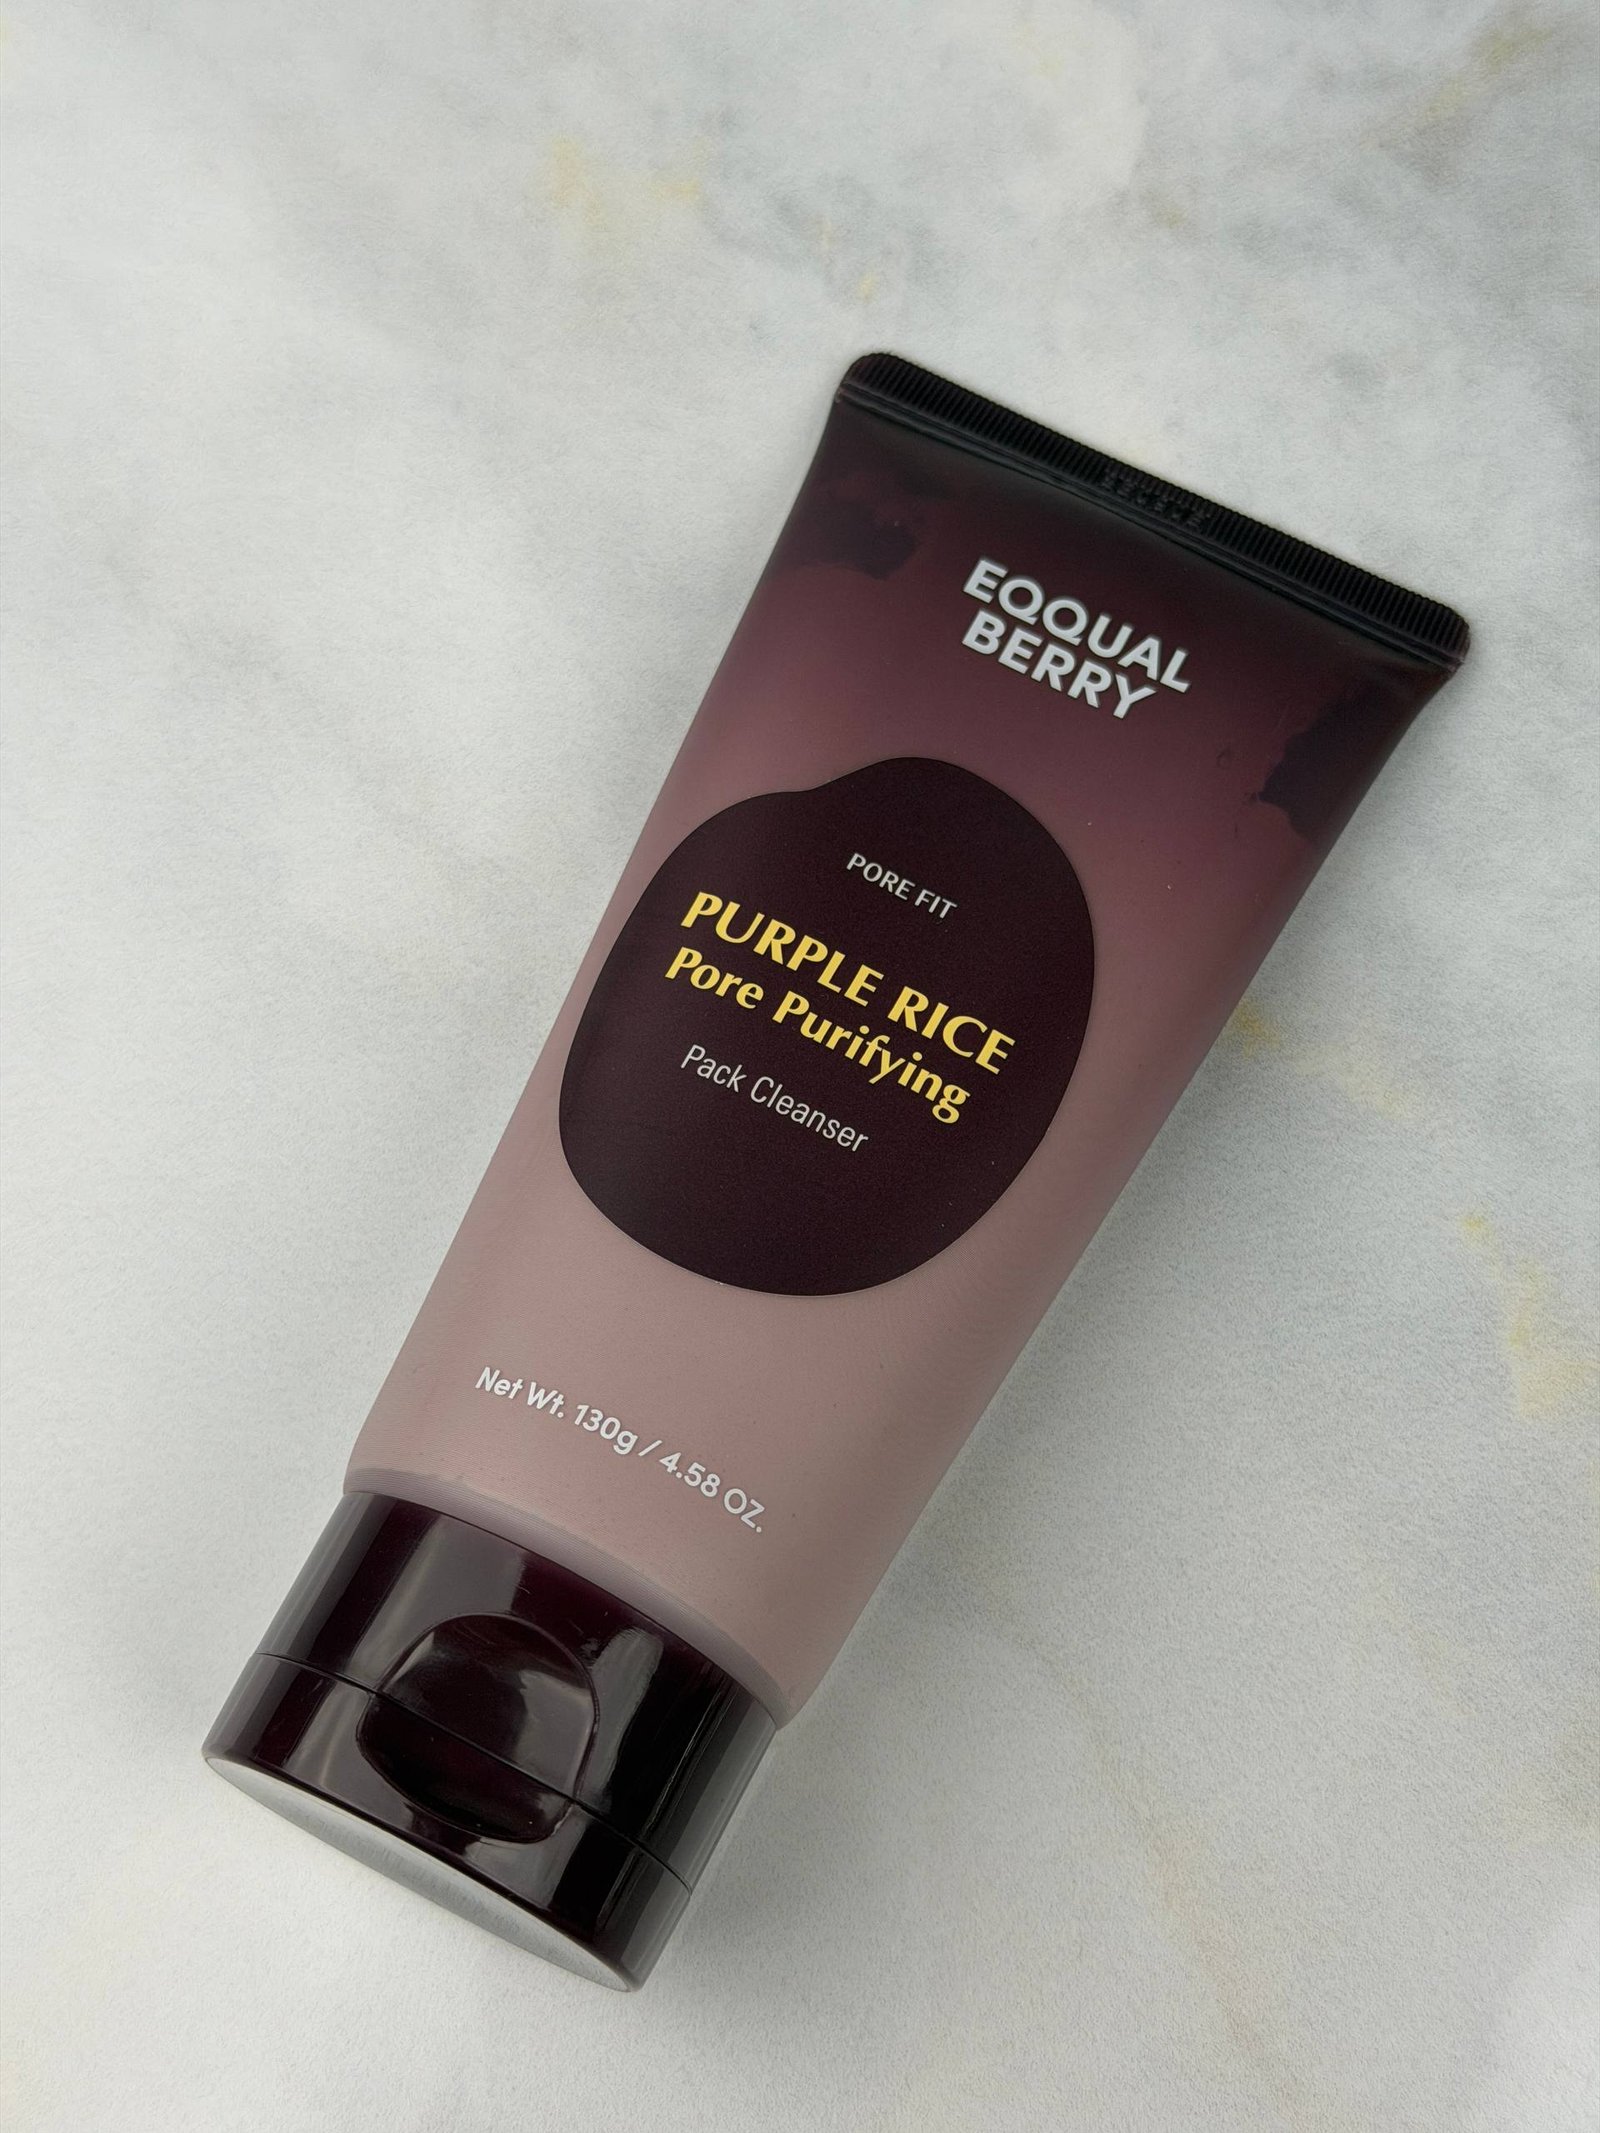 EQQUAL
BERRY
PORE FIT
PURPLE RICE
Pore Purifying
Pack Cleanser
Net Wt. 130g / 4.58 OZ.